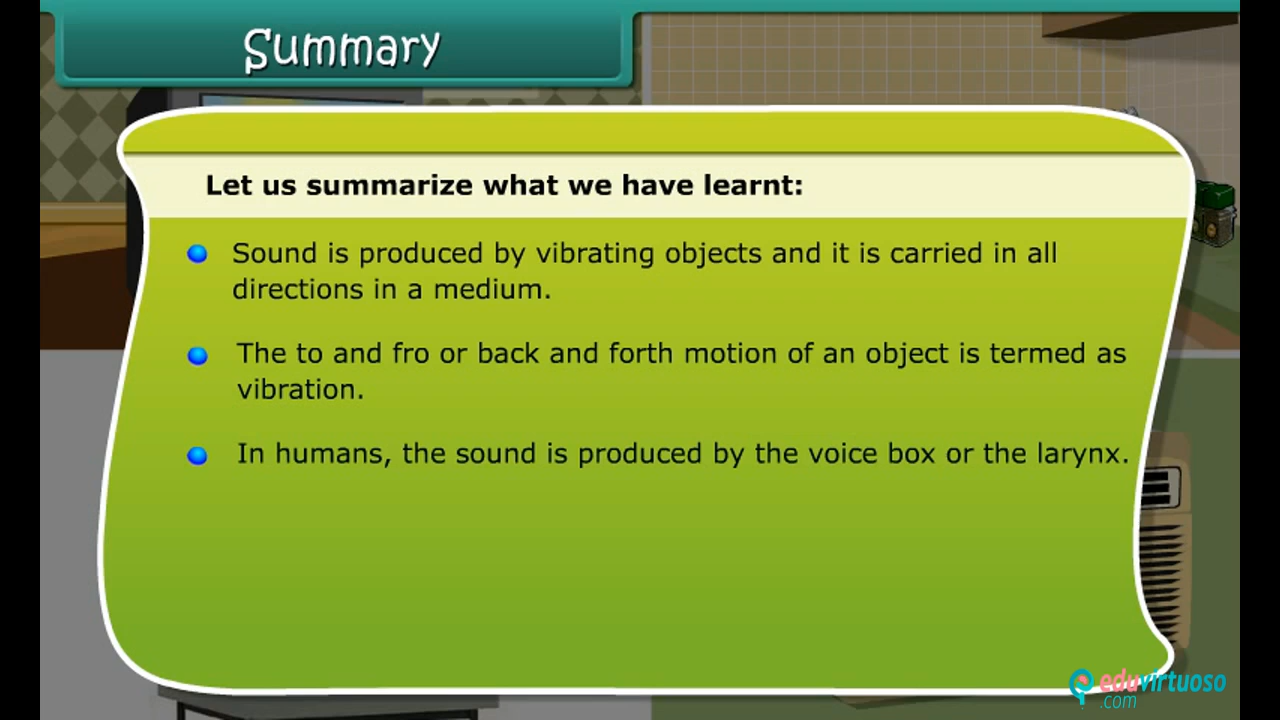 Summary
Let us summarize what we have learnt:
Sound is produced by vibrating objects and it is carried in all
directions in a medium.
The to and fro or back and forth motion of an object is termed as
vibration.
In humans, the sound is produced by the voice box or the larynx.
eduvirtuoso
.com